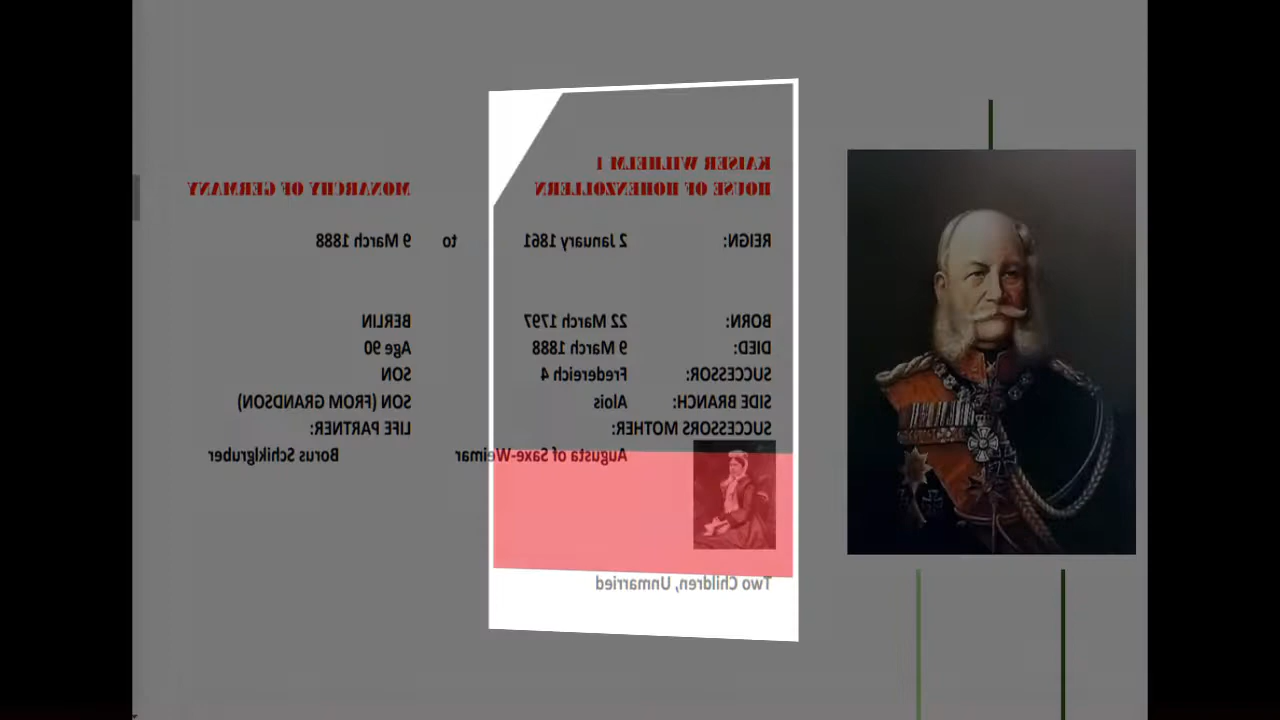 KAISER WILHELM 1
HOUSE OF HOHENZOLLERN MONARCHY OF GERMANY
REIGN: 2 January 1861 to 9 March 1888
BORN: 22 March 1797 BERLIN
DIED: 9 March 1888 Age 90
SUCCESSOR: Fredereich 4 SON
SIDE BRANCH: Alois SON (FROM GRANDSON)
SUCCESSORS MOTHER: LIFE PARTNER:
Augusta of Saxe-Weimar Borus Schiklgruber
Two Children, Unmarried